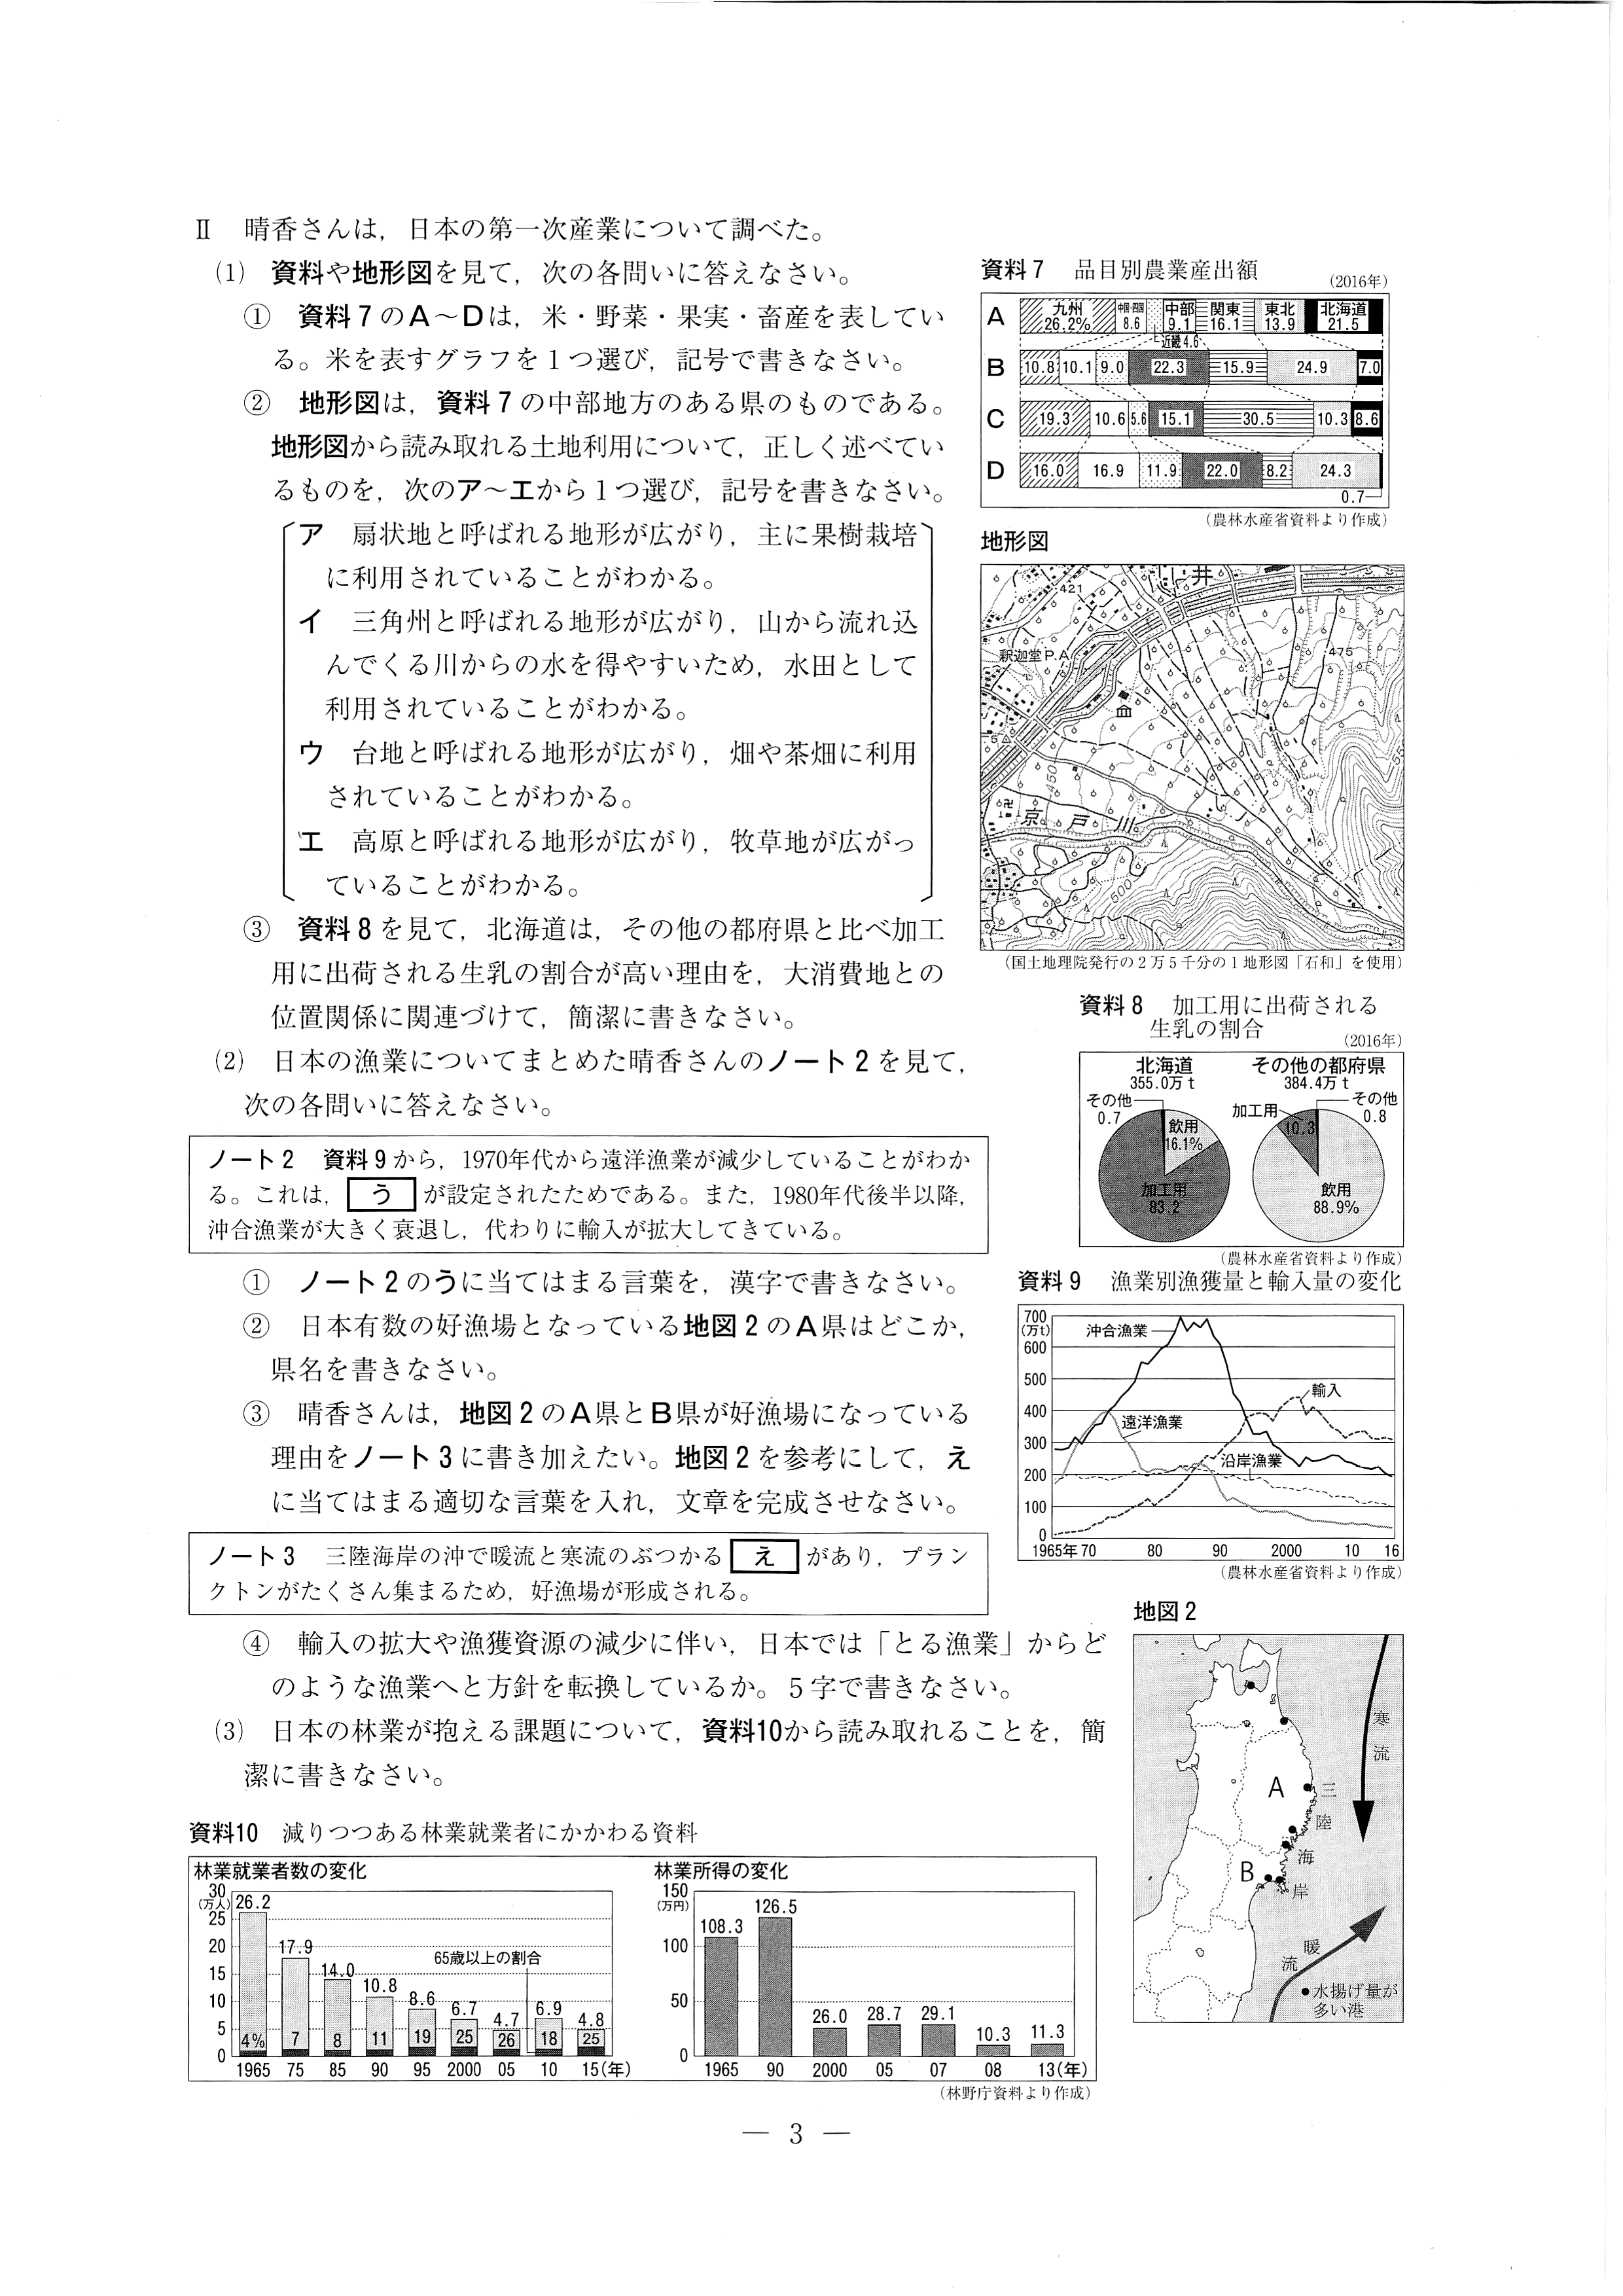 Ⅱ 晴香さんは，日本の第一次産業について調べた。
(1) 資料や地形図を見て，次の各問いに答えなさい。
① 資料7のA〜Dは，米・野菜・果実・畜産を表してい
る。米を表すグラフを1つ選び，記号で書きなさい。
② 地形図は，資料7の中部地方のある県のものである。
地形図から読み取れる土地利用について，正しく述べてい
るものを，次のア〜エから1つ選び，記号を書きなさい。
ア 扇状地と呼ばれる地形が広がり，主に果樹栽培
に利用されていることがわかる。
イ 三角州と呼ばれる地形が広がり，山から流れ込
んでくる川からの水を得やすいため，水田として
利用されていることがわかる。
ウ 台地と呼ばれる地形が広がり，畑や茶畑に利用
されていることがわかる。
エ 高原と呼ばれる地形が広がり，牧草地が広がっ
ていることがわかる。
③ 資料8を見て，北海道は，その他の都府県と比べ加工
用に出荷される生乳の割合が高い理由を，大消費地との
位置関係に関連づけて，簡潔に書きなさい。
(2) 日本の漁業についてまとめた晴香さんのノート2を見て，
次の各問いに答えなさい。
ノート2 資料9から，1970年代から遠洋漁業が減少していることがわか
る。これは，う が設定されたためである。また，1980年代後半以降，
沖合漁業が大きく衰退し，代わりに輸入が拡大してきている。
① ノート2のうに当てはまる言葉を，漢字で書きなさい。
② 日本有数の好漁場となっている地図2のA県はどこか，
県名を書きなさい。
③ 晴香さんは，地図2のA県とB県が好漁場になっている
理由をノート3に書き加えたい。地図2を参考にして，え
に当てはまる適切な言葉を入れ，文章を完成させなさい。
ノート3 三陸海岸の沖で暖流と寒流のぶつかる え があり，プラン
クトンがたくさん集まるため，好漁場が形成される。
④ 輸入の拡大や漁獲資源の減少に伴い，日本では「とる漁業」からど
のような漁業へと方針を転換しているか。5字で書きなさい。
(3) 日本の林業が抱える課題について，資料10から読み取れることを，簡
潔に書きなさい。
資料7 品目別農業産出額
(2016年)
A 九州 26.2% 中国・四国 8.6 近畿4.6 中部 9.1 関東 16.1 東北 13.9 北海道 21.5
B 10.8 10.1 9.0 22.3 15.9 24.9 7.0
C 19.3 10.6 5.6 15.1 30.5 10.3 8.6
D 16.0 16.9 11.9 22.0 8.2 24.3
0.7
(農林水産省資料より作成)
地形図
井
421
釈迦堂P.A
475
450
京戸川
500
(国土地理院発行の2万5千分の1地形図「石和」を使用)
資料8 加工用に出荷される
生乳の割合
(2016年)
北海道
355.0万t
その他
0.7
飲用
16.1%
加工用
83.2
その他の都府県
384.4万t
加工用
10.3
その他
0.8
飲用
88.9%
(農林水産省資料より作成)
資料9 漁業別漁獲量と輸入量の変化
700
(万t)
600
500
400
300
200
100
0
沖合漁業
輸入
遠洋漁業
沿岸漁業
1965年 70 80 90 2000 10 16
(農林水産省資料より作成)
地図2
寒流
A
三陸海岸
B
暖流
●水揚げ量が
多い港
資料10 減りつつある林業就業者にかかわる資料
林業就業者数の変化
30
(万人)
25
20
15
10
5
0
26.2 17.9 14.0 10.8 8.6 6.7 4.7 6.9 4.8
65歳以上の割合
4% 7 8 11 19 25 26 18 25
1965 75 85 90 95 2000 05 10 15(年)
林業所得の変化
150
(万円)
100
50
0
108.3 126.5 26.0 28.7 29.1 10.3 11.3
1965 90 2000 05 07 08 13(年)
(林野庁資料より作成)
— 3 —